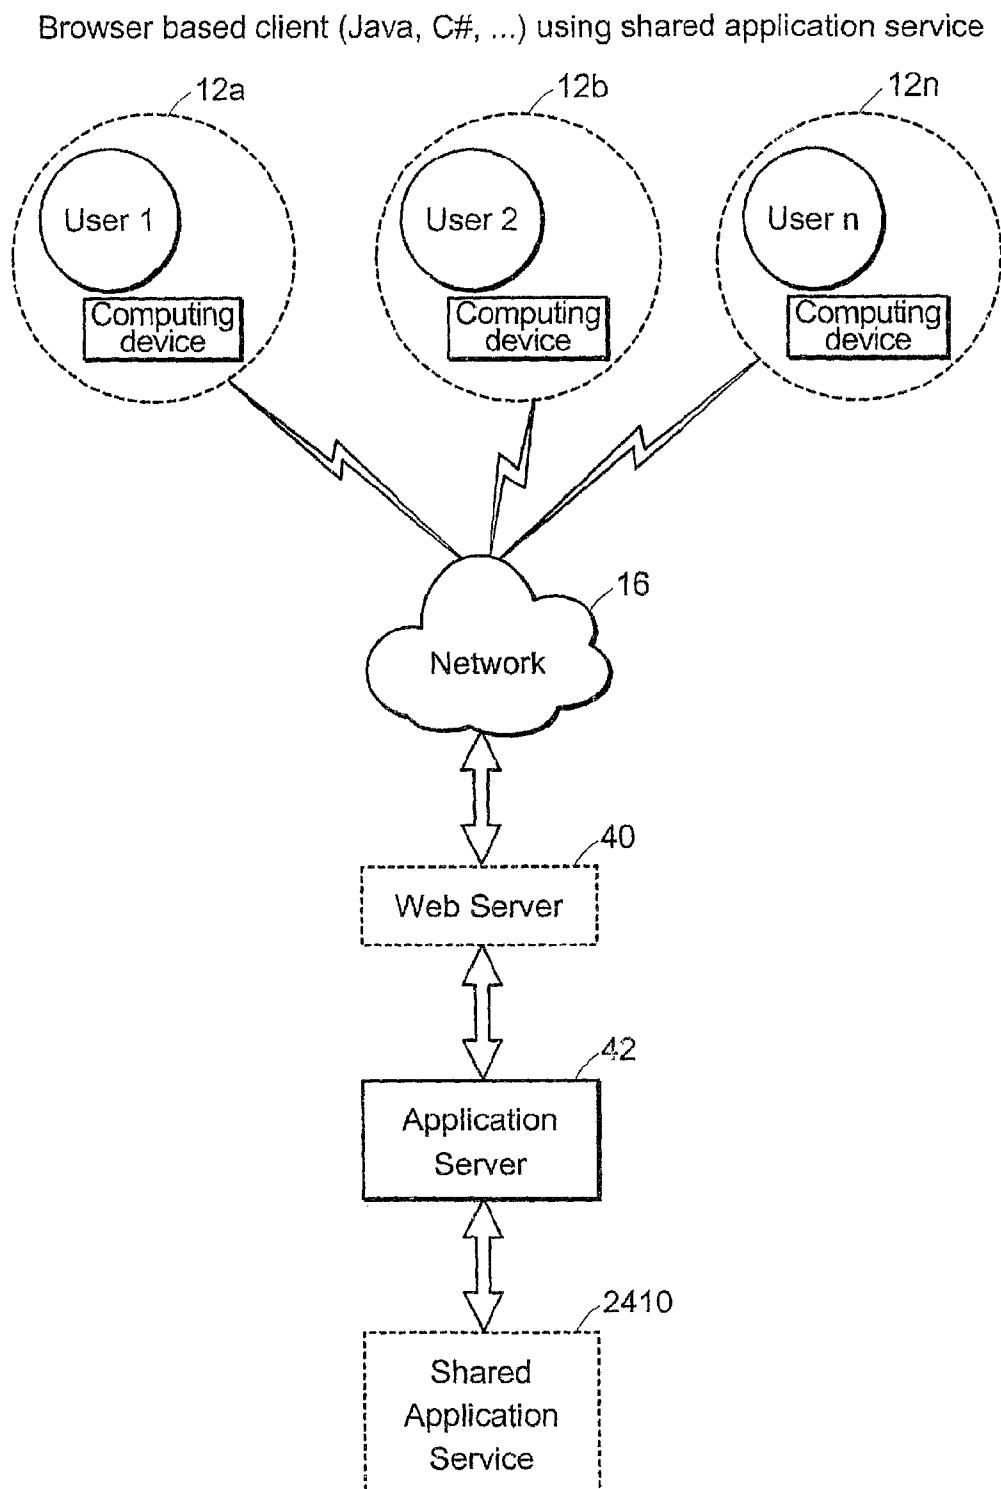 Browser based client (Java, C#, ...) using shared application service
12a
12b
12n
User 1
User 2
User n
Computing
device
Computing
device
Computing
device
16
Network
40
Web Server
42
Application
Server
2410
Shared
Application
Service